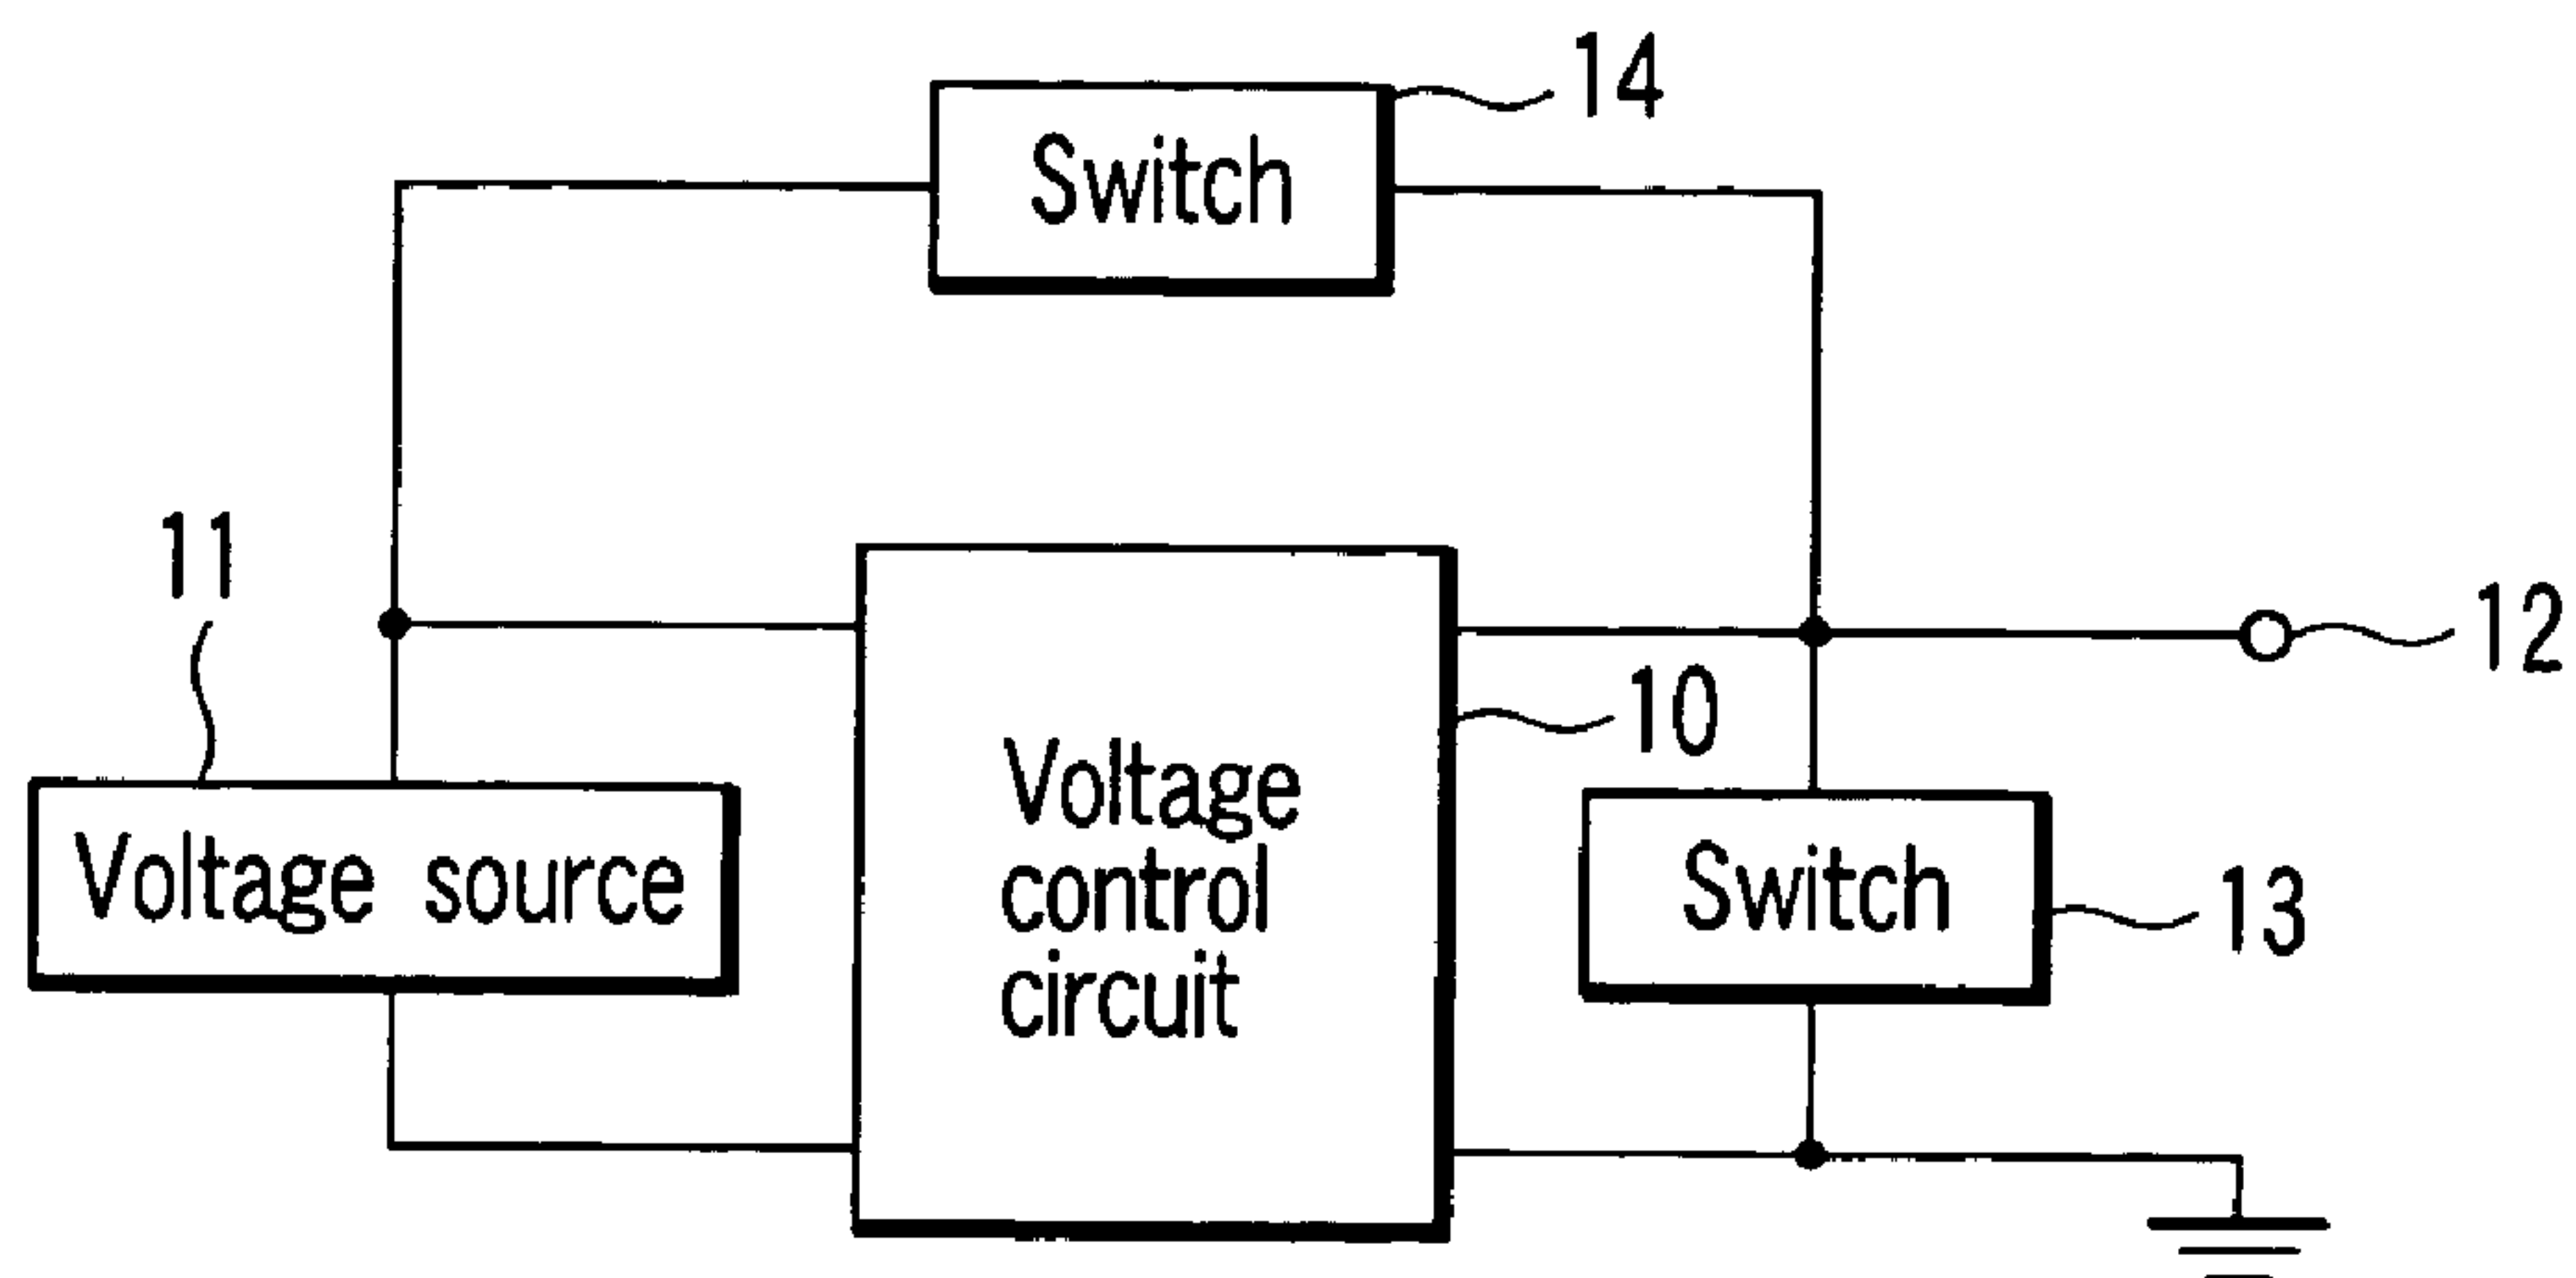 14
Switch
11
12
10
Voltage
control
circuit
Voltage source
Switch
13